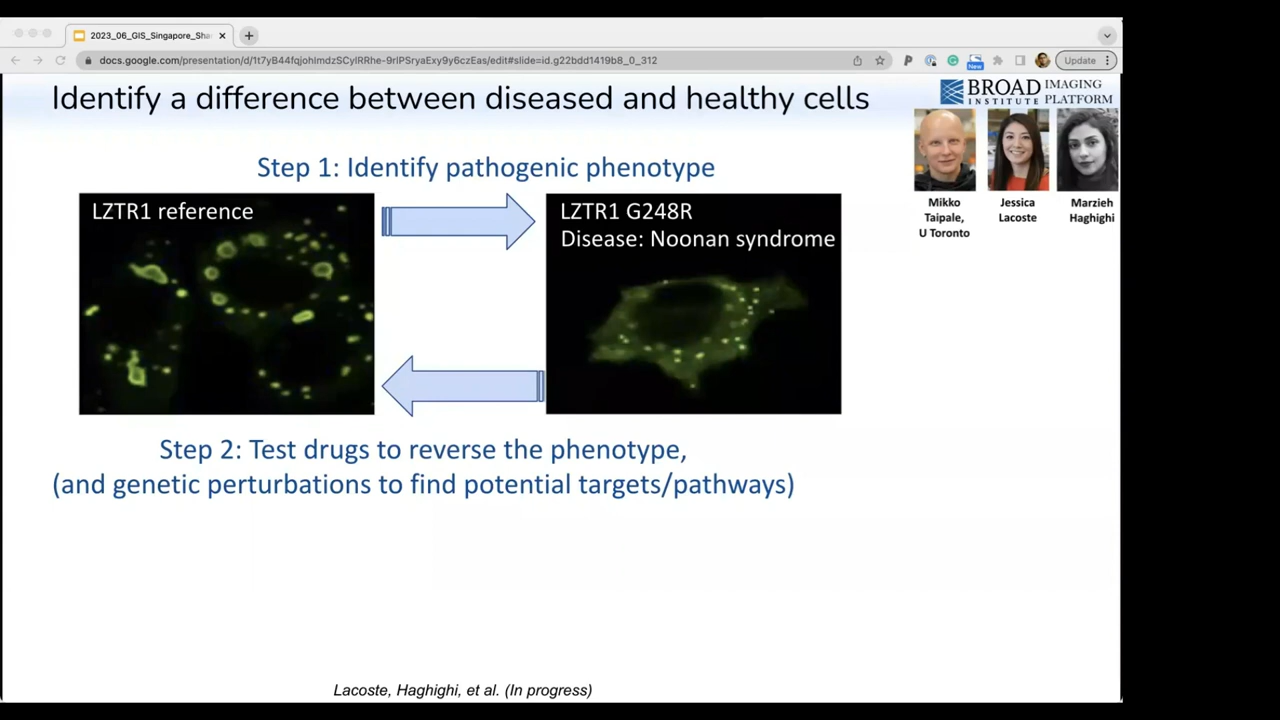 2023_06_GIS_Singapore_Sha
docs.google.com/presentation/d/1t7yB44fqjohImdzSCylRRhe-9rlPSryaExy9y6czEas/edit#slide=id.g22bdd1419b8_0_312
New
Update
Identify a difference between diseased and healthy cells
BROAD INSTITUTE
IMAGING PLATFORM
Mikko
Taipale,
U Toronto
Jessica
Lacoste
Marzieh
Haghighi
Step 1: Identify pathogenic phenotype
LZTR1 reference
LZTR1 G248R
Disease: Noonan syndrome
Step 2: Test drugs to reverse the phenotype,
(and genetic perturbations to find potential targets/pathways)
Lacoste, Haghighi, et al. (In progress)